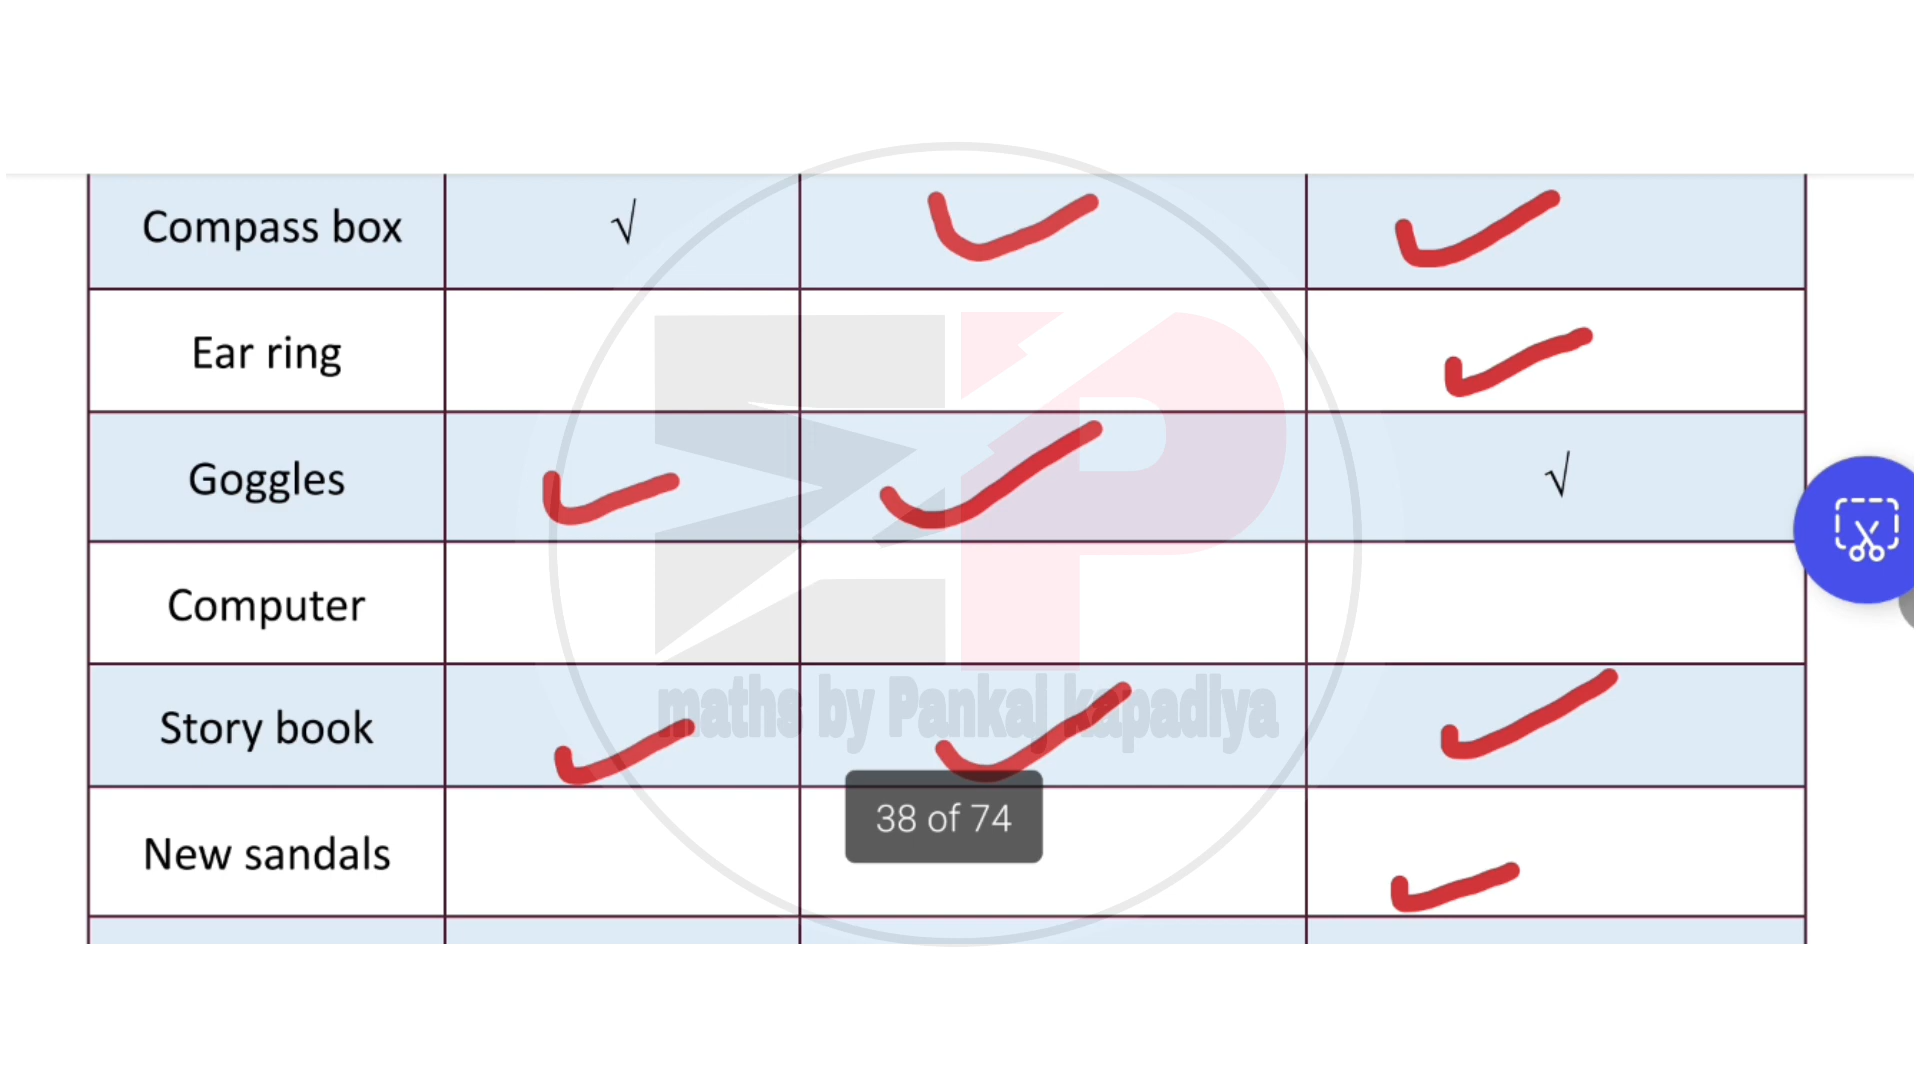 Compass box √ ✓ ✓
Ear ring ✓
Goggles ✓ ✓ √
Computer
maths by Pankaj kapadiya
Story book ✓ ✓ ✓
38 of 74
New sandals ✓